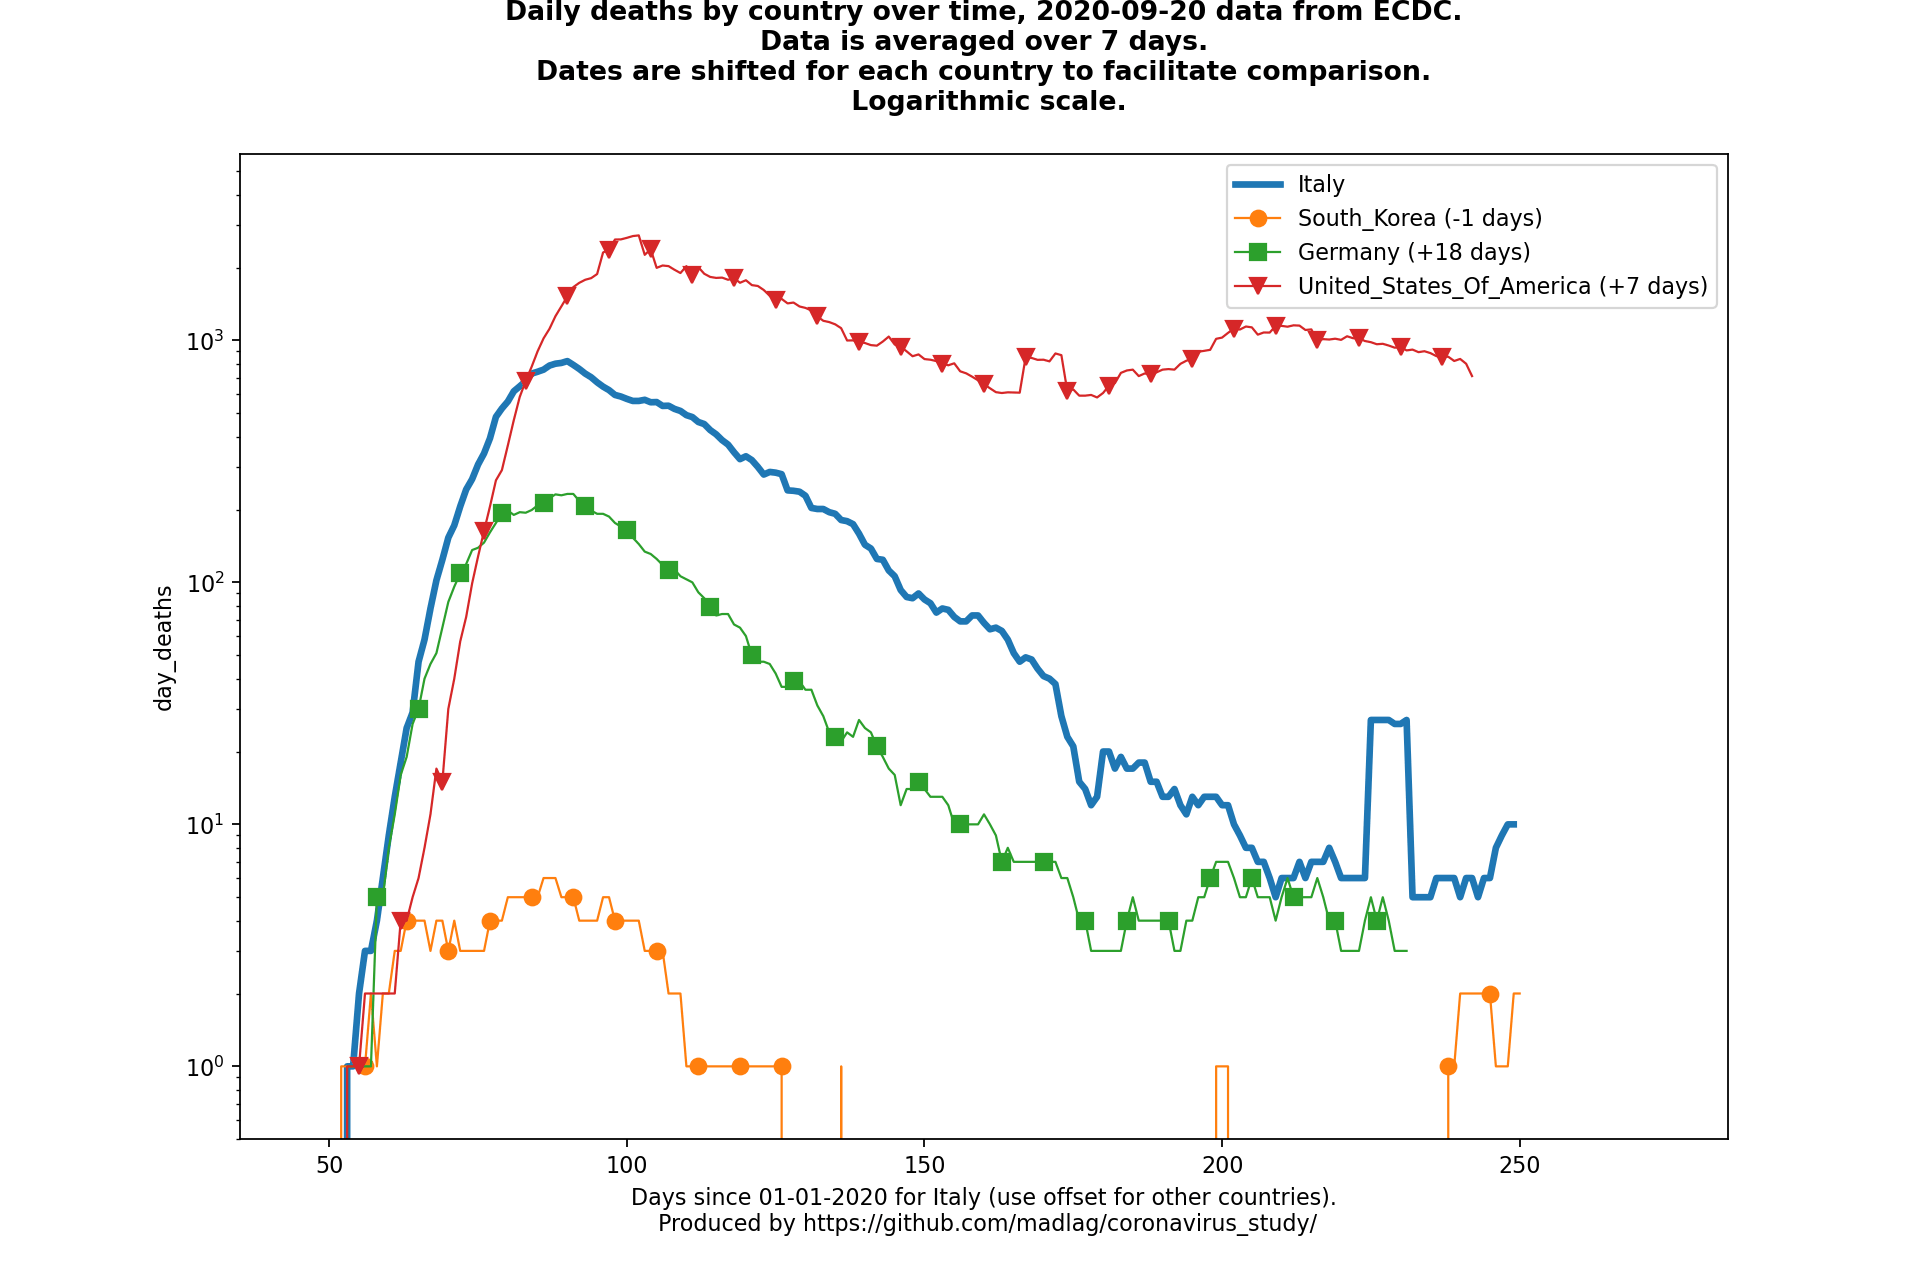 Daily deaths by country over time, 2020-09-20 data from ECDC.
Data is averaged over 7 days.
Dates are shifted for each country to facilitate comparison.
Logarithmic scale.
Italy
South_Korea (-1 days)
Germany (+18 days)
United_States_Of_America (+7 days)
day_deaths
10³
10²
10¹
10⁰
50 100 150 200 250
Days since 01-01-2020 for Italy (use offset for other countries).
Produced by https://github.com/madlag/coronavirus_study/